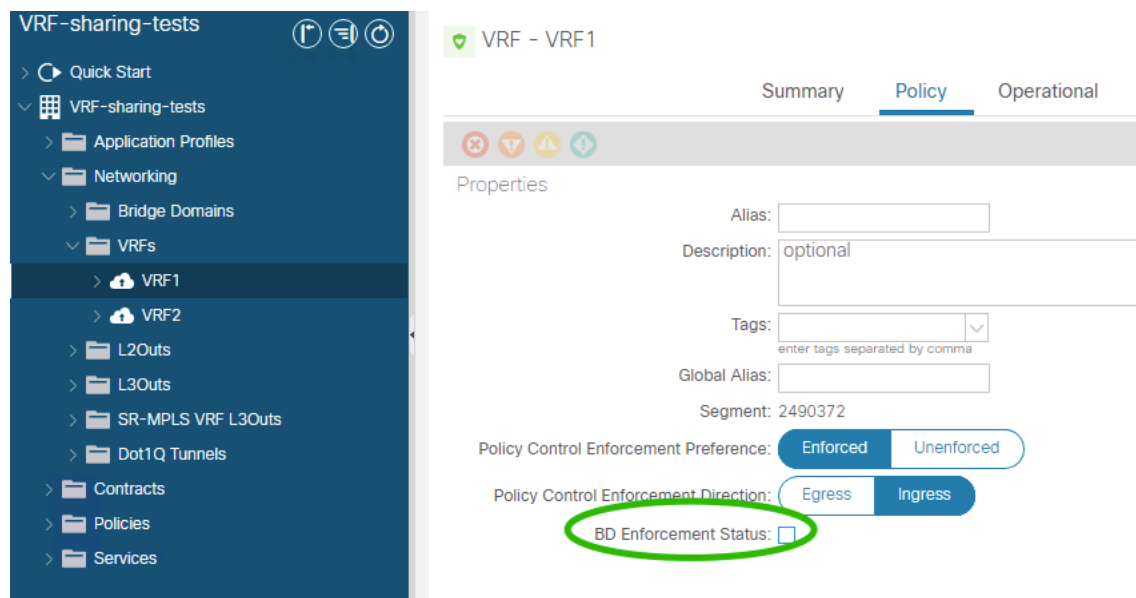 VRF-sharing-tests
Quick Start
VRF-sharing-tests
Application Profiles
Networking
Bridge Domains
VRFs
VRF1
VRF2
L2Outs
L3Outs
SR-MPLS VRF L3Outs
Dot1Q Tunnels
Contracts
Policies
Services
VRF - VRF1
Summary Policy Operational
Properties
Alias:
Description: optional
Tags:
enter tags separated by comma
Global Alias:
Segment: 2490372
Policy Control Enforcement Preference: Enforced Unenforced
Policy Control Enforcement Direction: Egress Ingress
BD Enforcement Status: